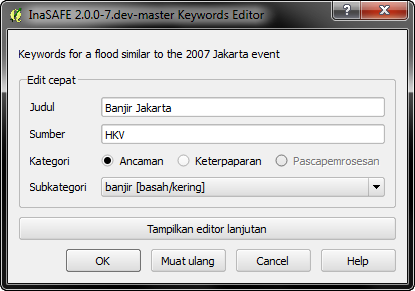 InaSAFE 2.0.0-7.dev-master Keywords Editor
Keywords for a flood similar to the 2007 Jakarta event
Edit cepat
Judul Banjir Jakarta
Sumber HKV
Kategori Ancaman Keterpaparan Pascapemrosesan
Subkategori banjir [basah/kering]
Tampilkan editor lanjutan
OK Muat ulang Cancel Help